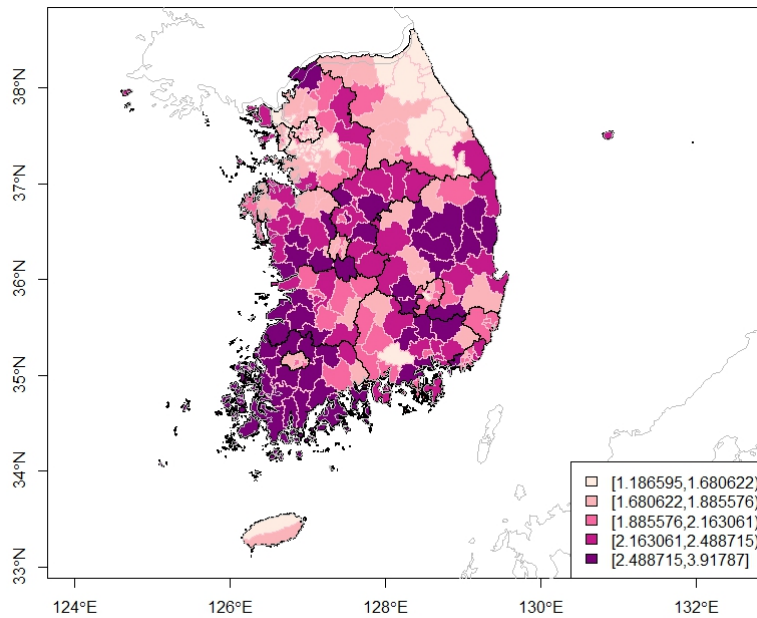 38°N
37°N
36°N
35°N
34°N
33°N
124°E 126°E 128°E 130°E 132°E
[1.186595,1.680622)
[1.680622,1.885576)
[1.885576,2.163061)
[2.163061,2.488715)
[2.488715,3.91787]